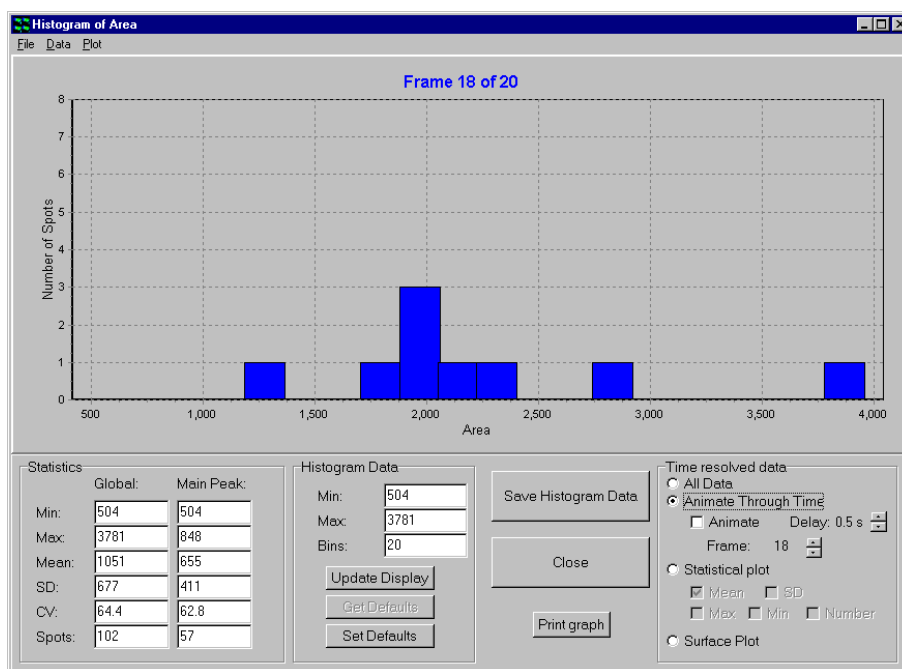 Histogram of Area
File Data Plot
Frame 18 of 20
Number of Spots
8
7
6
5
4
3
2
1
0
500 1,000 1,500 2,000 2,500 3,000 3,500 4,000
Area
Statistics
Global: Main Peak:
Min: 504 504
Max: 3781 848
Mean: 1051 655
SD: 677 411
CV: 64.4 62.8
Spots: 102 57
Histogram Data
Min: 504
Max: 3781
Bins: 20
Update Display
Get Defaults
Set Defaults
Save Histogram Data
Close
Print graph
Time resolved data
All Data
Animate Through Time
Animate Delay: 0.5 s
Frame: 18
Statistical plot
Mean SD
Max Min Number
Surface Plot